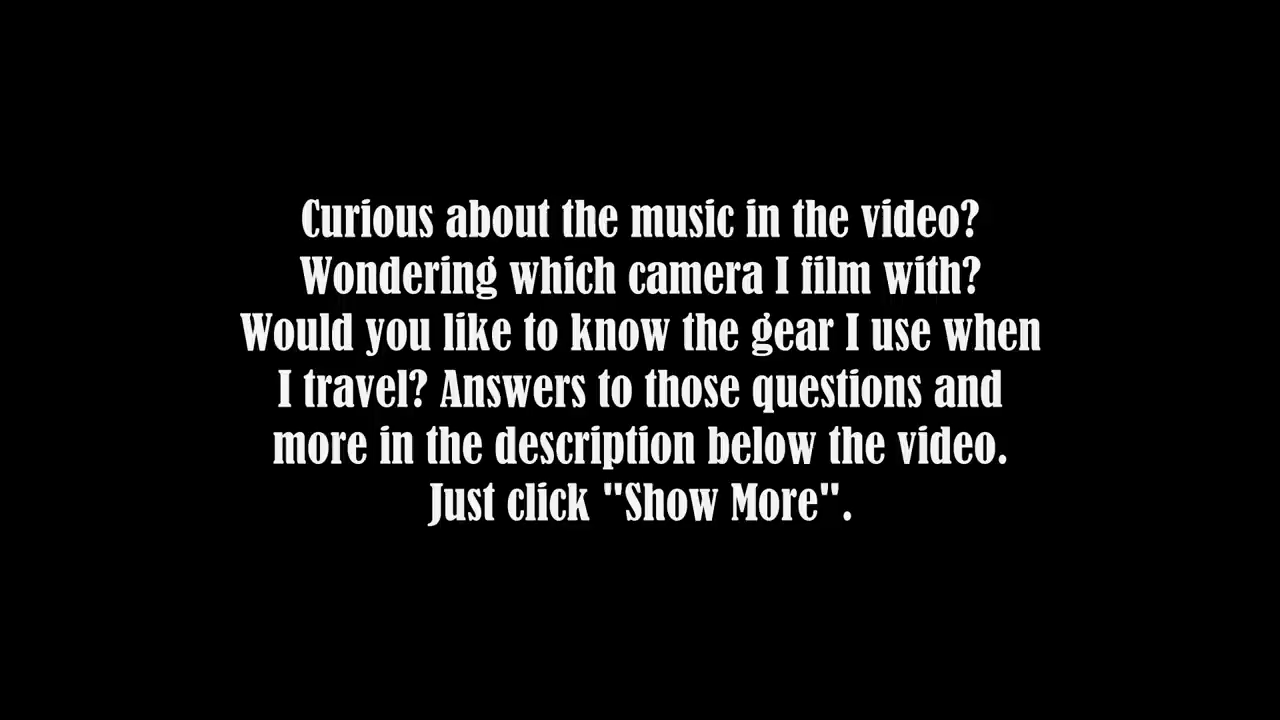 Curious about the music in the video?
Wondering which camera I film with?
Would you like to know the gear I use when
I travel? Answers to those questions and
more in the description below the video.
Just click "Show More".